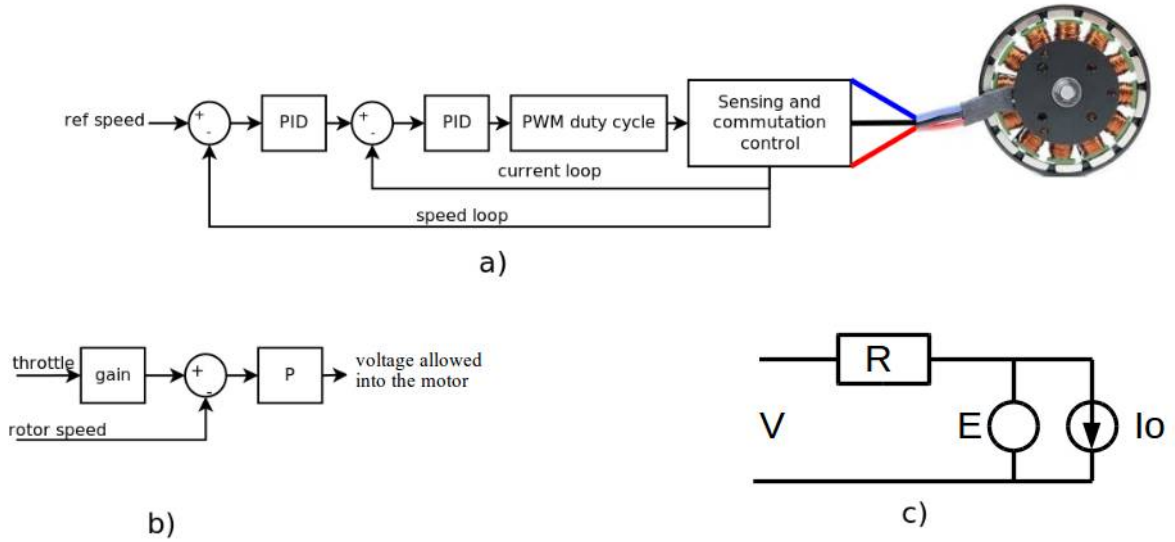 ref speed
+
-
PID
+
-
PID
PWM duty cycle
Sensing and
commutation
control
current loop
speed loop
a)
throttle
gain
+
-
P
voltage allowed
into the motor
rotor speed
b)
R
V
E
Io
c)